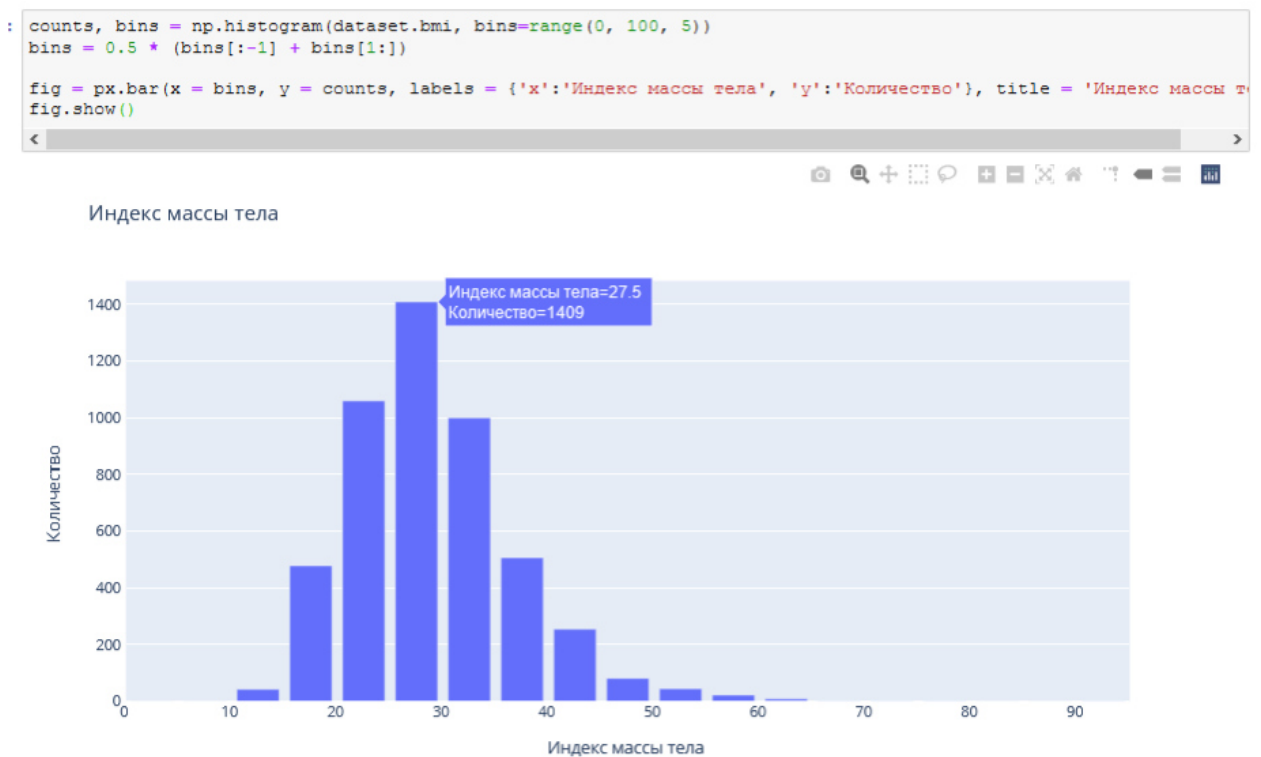 :
counts, bins = np.histogram(dataset.bmi, bins=range(0, 100, 5))
bins = 0.5 * (bins[:-1] + bins[1:])
fig = px.bar(x = bins, y = counts, labels = {'x':'Индекс массы тела', 'y':'Количество'}, title = 'Индекс массы т
fig.show()
Индекс массы тела
Индекс массы тела=27.5
Количество=1409
1400
1200
1000
800
600
400
200
0
Количество
0 10 20 30 40 50 60 70 80 90
Индекс массы тела